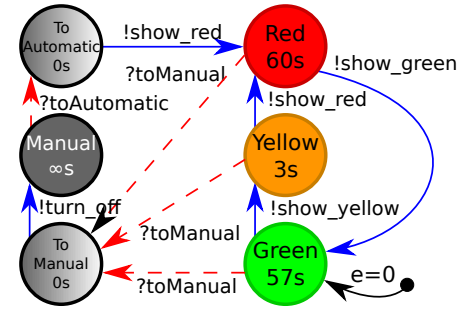 To
Automatic
0s
!show_red
Red
60s
!show_green
?toManual
?toAutomatic
!show_red
Manual
∞s
Yellow
3s
!turn_off
!show_yellow
?toManual
To
Manual
0s
Green
57s
?toManual
e=0